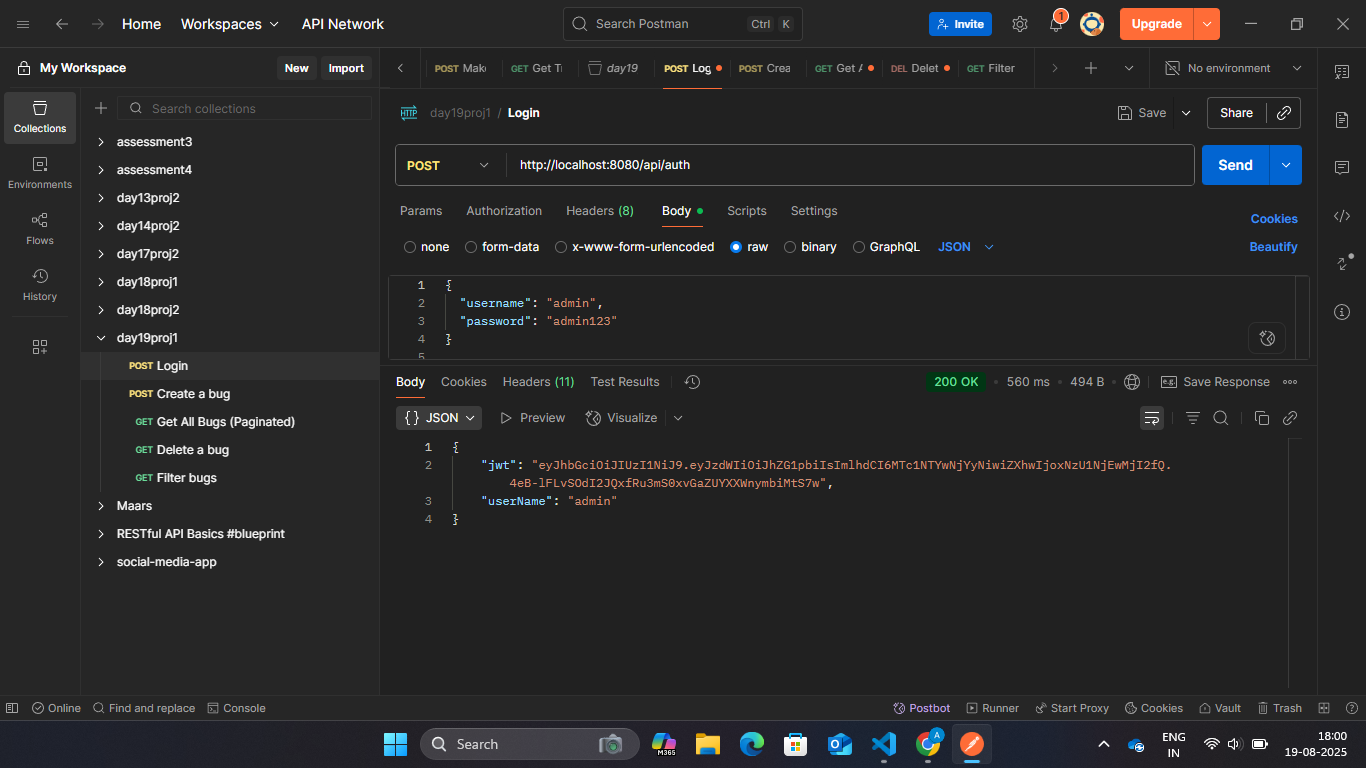 Home
Workspaces
API Network
Search Postman
Ctrl K
Invite
1
Upgrade
My Workspace
New
Import
POST Make
GET Get T
day19
POST Log
POST Crea
GET Get A
DEL Delet
GET Filter
No environment
Collections
Environments
Flows
History
Search collections
assessment3
assessment4
day13proj2
day14proj2
day17proj2
day18proj1
day18proj2
day19proj1
POST Login
POST Create a bug
GET Get All Bugs (Paginated)
GET Delete a bug
GET Filter bugs
Maars
RESTful API Basics #blueprint
social-media-app
HTTP day19proj1 / Login
Save
Share
POST
http://localhost:8080/api/auth
Send
Params
Authorization
Headers (8)
Body
Scripts
Settings
Cookies
none
form-data
x-www-form-urlencoded
raw
binary
GraphQL
JSON
Beautify
1 {
2 "username": "admin",
3 "password": "admin123"
4 }
5
Body
Cookies
Headers (11)
Test Results
200 OK
560 ms
494 B
e.g. Save Response
{} JSON
Preview
Visualize
1 {
2 "jwt": "eyJhbGciOiJIUzI1NiJ9.eyJzdWIiOiJhZG1pbiIsImlhdCI6MTc1NTYwNjYyNiwiZXhwIjoxNzU1NjEwMjI2fQ.
4eB-lFLvSOdI2JQxfRu3mS0xvGaZUYXXWnymbiMtS7w",
3 "userName": "admin"
4 }
Online
Find and replace
Console
Postbot
Runner
Start Proxy
Cookies
Vault
Trash
Search
M365
A
ENG
IN
18:00
19-08-2025